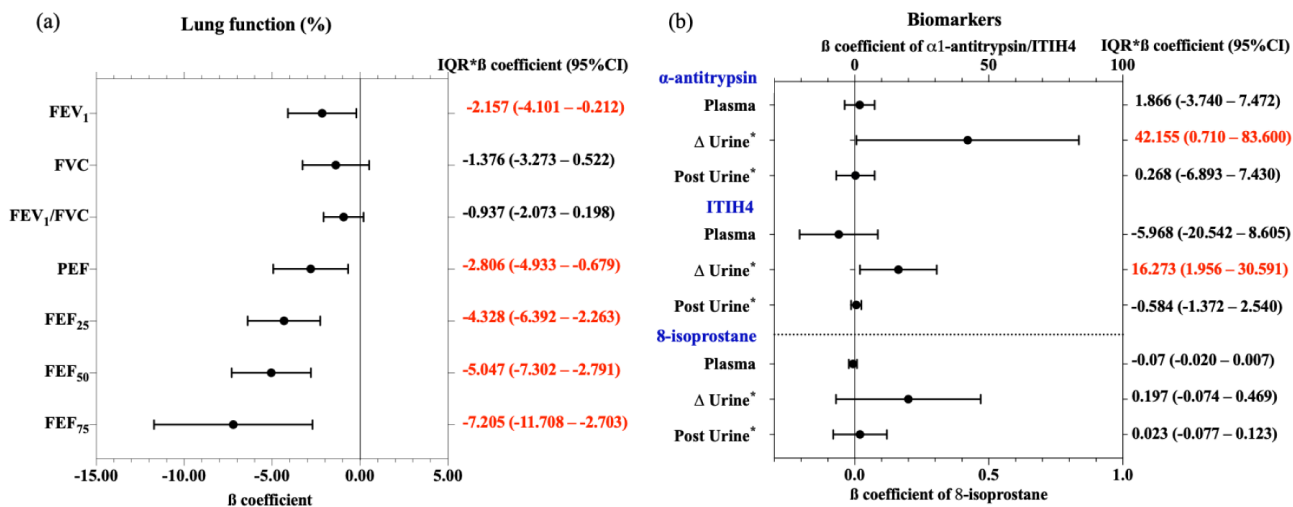 (a)
Lung function (%)
IQR*ß coefficient (95%CI)
FEV1 -2.157 (-4.101 – -0.212)
FVC -1.376 (-3.273 – 0.522)
FEV1/FVC -0.937 (-2.073 – 0.198)
PEF -2.806 (-4.933 – -0.679)
FEF25 -4.328 (-6.392 – -2.263)
FEF50 -5.047 (-7.302 – -2.791)
FEF75 -7.205 (-11.708 – -2.703)
-15.00 -10.00 -5.00 0.00 5.00
ß coefficient
(b)
Biomarkers
ß coefficient of α1-antitrypsin/ITIH4 IQR*ß coefficient (95%CI)
0 50 100
α-antitrypsin
Plasma 1.866 (-3.740 – 7.472)
Δ Urine* 42.155 (0.710 – 83.600)
Post Urine* 0.268 (-6.893 – 7.430)
ITIH4
Plasma -5.968 (-20.542 – 8.605)
Δ Urine* 16.273 (1.956 – 30.591)
Post Urine* -0.584 (-1.372 – 2.540)
8-isoprostane
Plasma -0.07 (-0.020 – 0.007)
Δ Urine* 0.197 (-0.074 – 0.469)
Post Urine* 0.023 (-0.077 – 0.123)
0.0 0.5 1.0
ß coefficient of 8-isoprostane